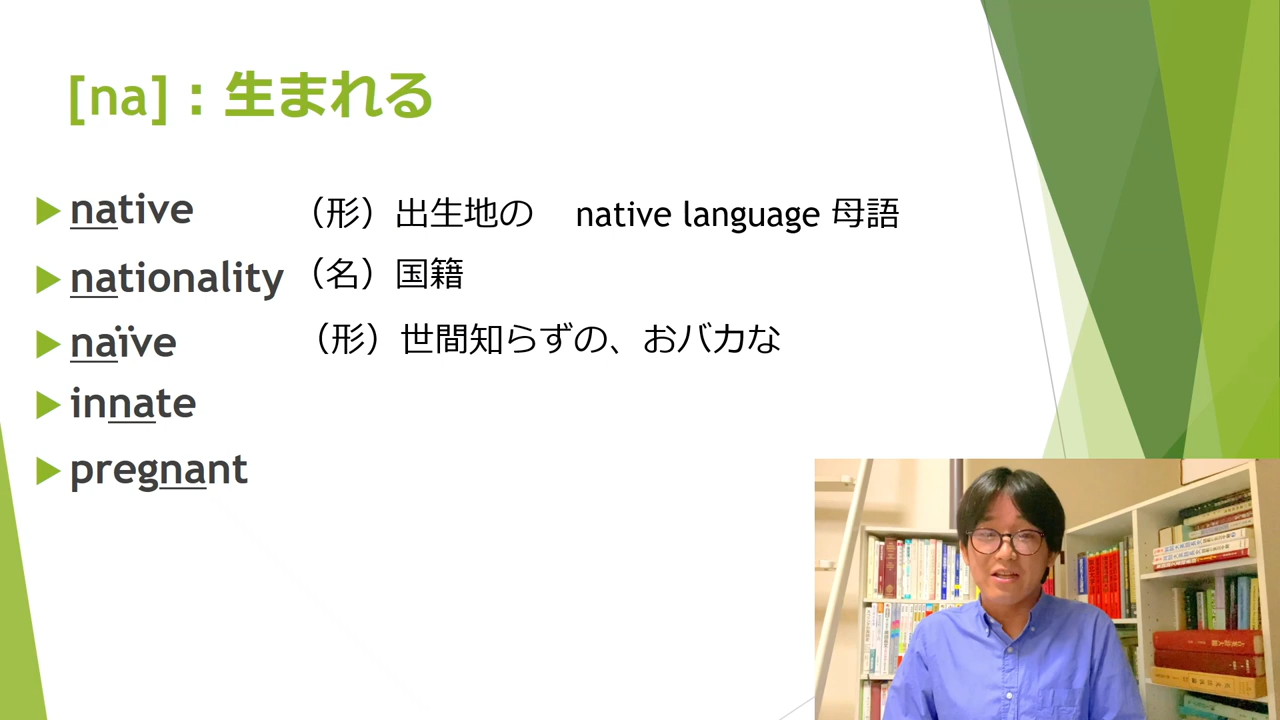 [na]：生まれる
native （形）出生地の native language 母語
nationality （名）国籍
naïve （形）世間知らずの、おバカな
innate
pregnant